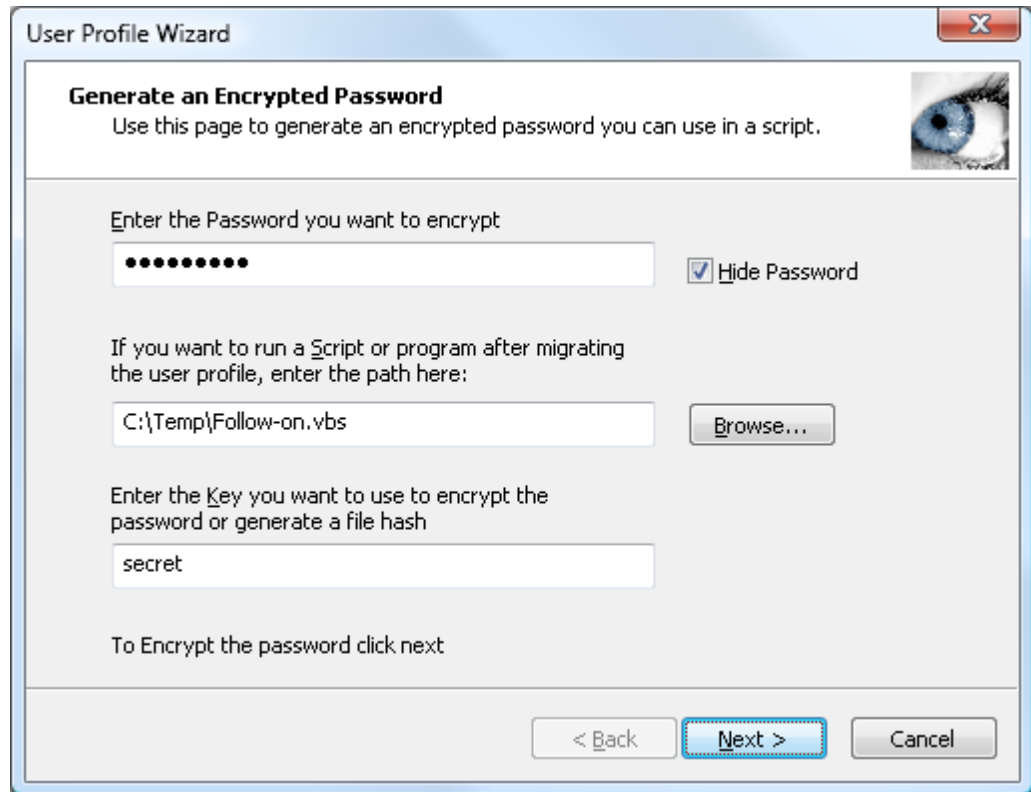 User Profile Wizard
Generate an Encrypted Password
Use this page to generate an encrypted password you can use in a script.
Enter the Password you want to encrypt
•••••••••
Hide Password
If you want to run a Script or program after migrating
the user profile, enter the path here:
C:\Temp\Follow-on.vbs
Browse...
Enter the Key you want to use to encrypt the
password or generate a file hash
secret
To Encrypt the password click next
< Back
Next >
Cancel